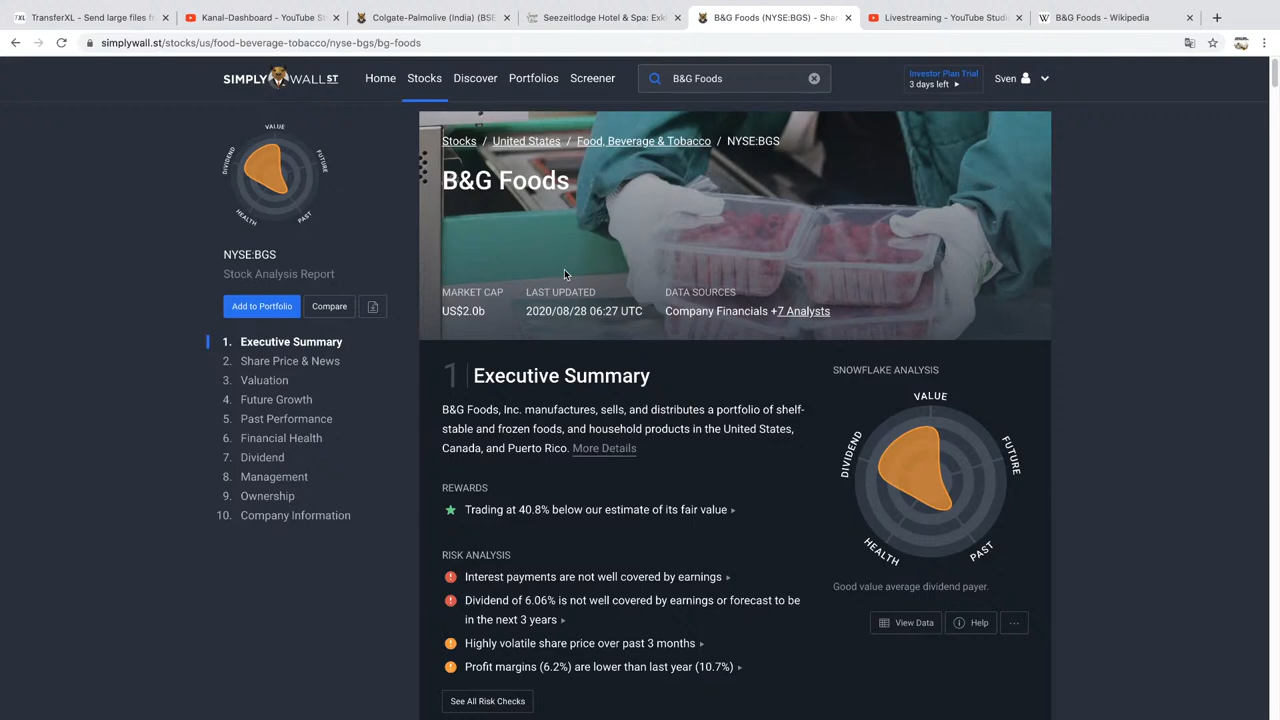 TXL TransferXL - Send large files f
Kanal-Dashboard - YouTube St
Colgate-Palmolive (India) (BSE
Seezeitlodge Hotel & Spa: Exkl
B&G Foods (NYSE:BGS) - Shar
Livestreaming - YouTube Studi
W B&G Foods - Wikipedia
simplywall.st/stocks/us/food-beverage-tobacco/nyse-bgs/bg-foods
SIMPLY WALL ST
Home Stocks Discover Portfolios Screener
B&G Foods
Investor Plan Trial
3 days left
Sven
VALUE
FUTURE
PAST
HEALTH
DIVIDEND
NYSE:BGS
Stock Analysis Report
Add to Portfolio
Compare
1. Executive Summary
2. Share Price & News
3. Valuation
4. Future Growth
5. Past Performance
6. Financial Health
7. Dividend
8. Management
9. Ownership
10. Company Information
Stocks / United States / Food, Beverage & Tobacco / NYSE:BGS
B&G Foods
MARKET CAP
US$2.0b
LAST UPDATED
2020/08/28 06:27 UTC
DATA SOURCES
Company Financials +7 Analysts
1 Executive Summary
B&G Foods, Inc. manufactures, sells, and distributes a portfolio of shelf-
stable and frozen foods, and household products in the United States,
Canada, and Puerto Rico. More Details
REWARDS
Trading at 40.8% below our estimate of its fair value
RISK ANALYSIS
Interest payments are not well covered by earnings
Dividend of 6.06% is not well covered by earnings or forecast to be
in the next 3 years
Highly volatile share price over past 3 months
Profit margins (6.2%) are lower than last year (10.7%)
See All Risk Checks
SNOWFLAKE ANALYSIS
VALUE
FUTURE
PAST
HEALTH
DIVIDEND
Good value average dividend payer.
View Data
Help
...